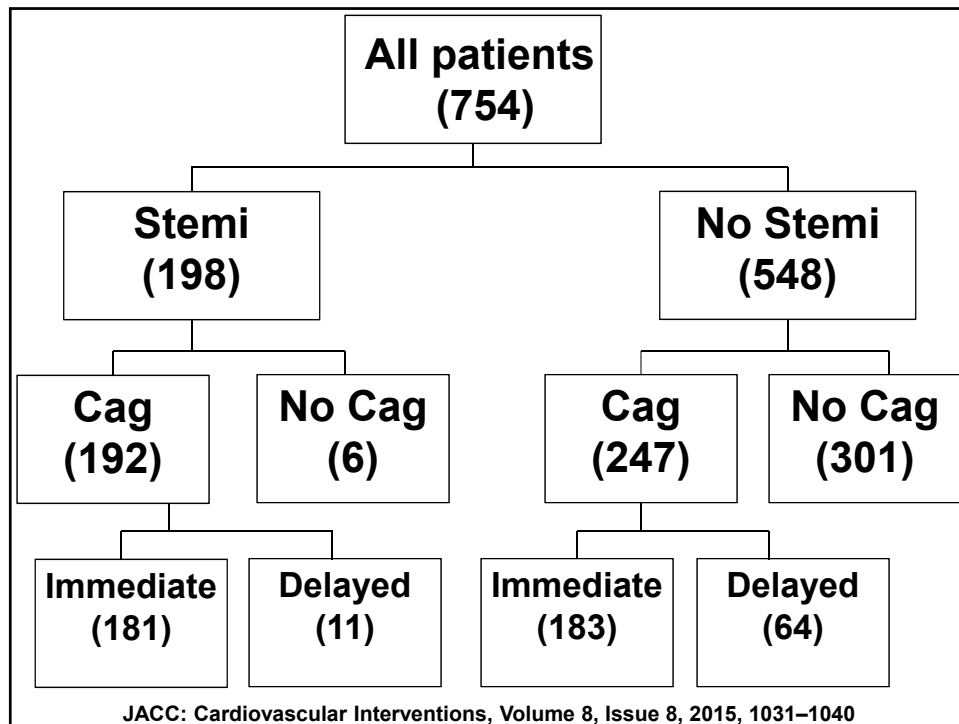 All patients
(754)
Stemi
(198)
No Stemi
(548)
Cag
(192)
No Cag
(6)
Cag
(247)
No Cag
(301)
Immediate
(181)
Delayed
(11)
Immediate
(183)
Delayed
(64)
JACC: Cardiovascular Interventions, Volume 8, Issue 8, 2015, 1031–1040